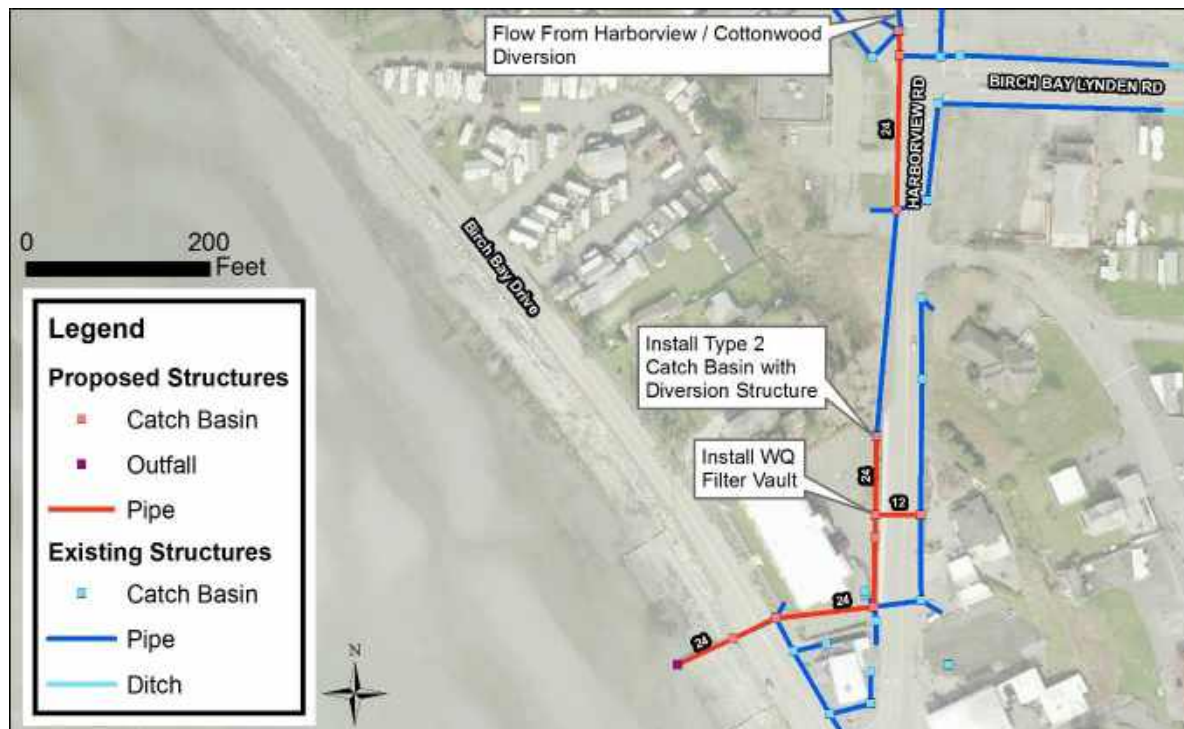 Flow From Harborview / Cottonwood
Diversion
BIRCH BAY LYNDEN RD
24
HARBORVIEW RD
0 200
Feet
Birch Bay Drive
Install Type 2
Catch Basin with
Diversion Structure
Install WQ
Filter Vault
24
12
24
24
N
Legend
Proposed Structures
Catch Basin
Outfall
Pipe
Existing Structures
Catch Basin
Pipe
Ditch